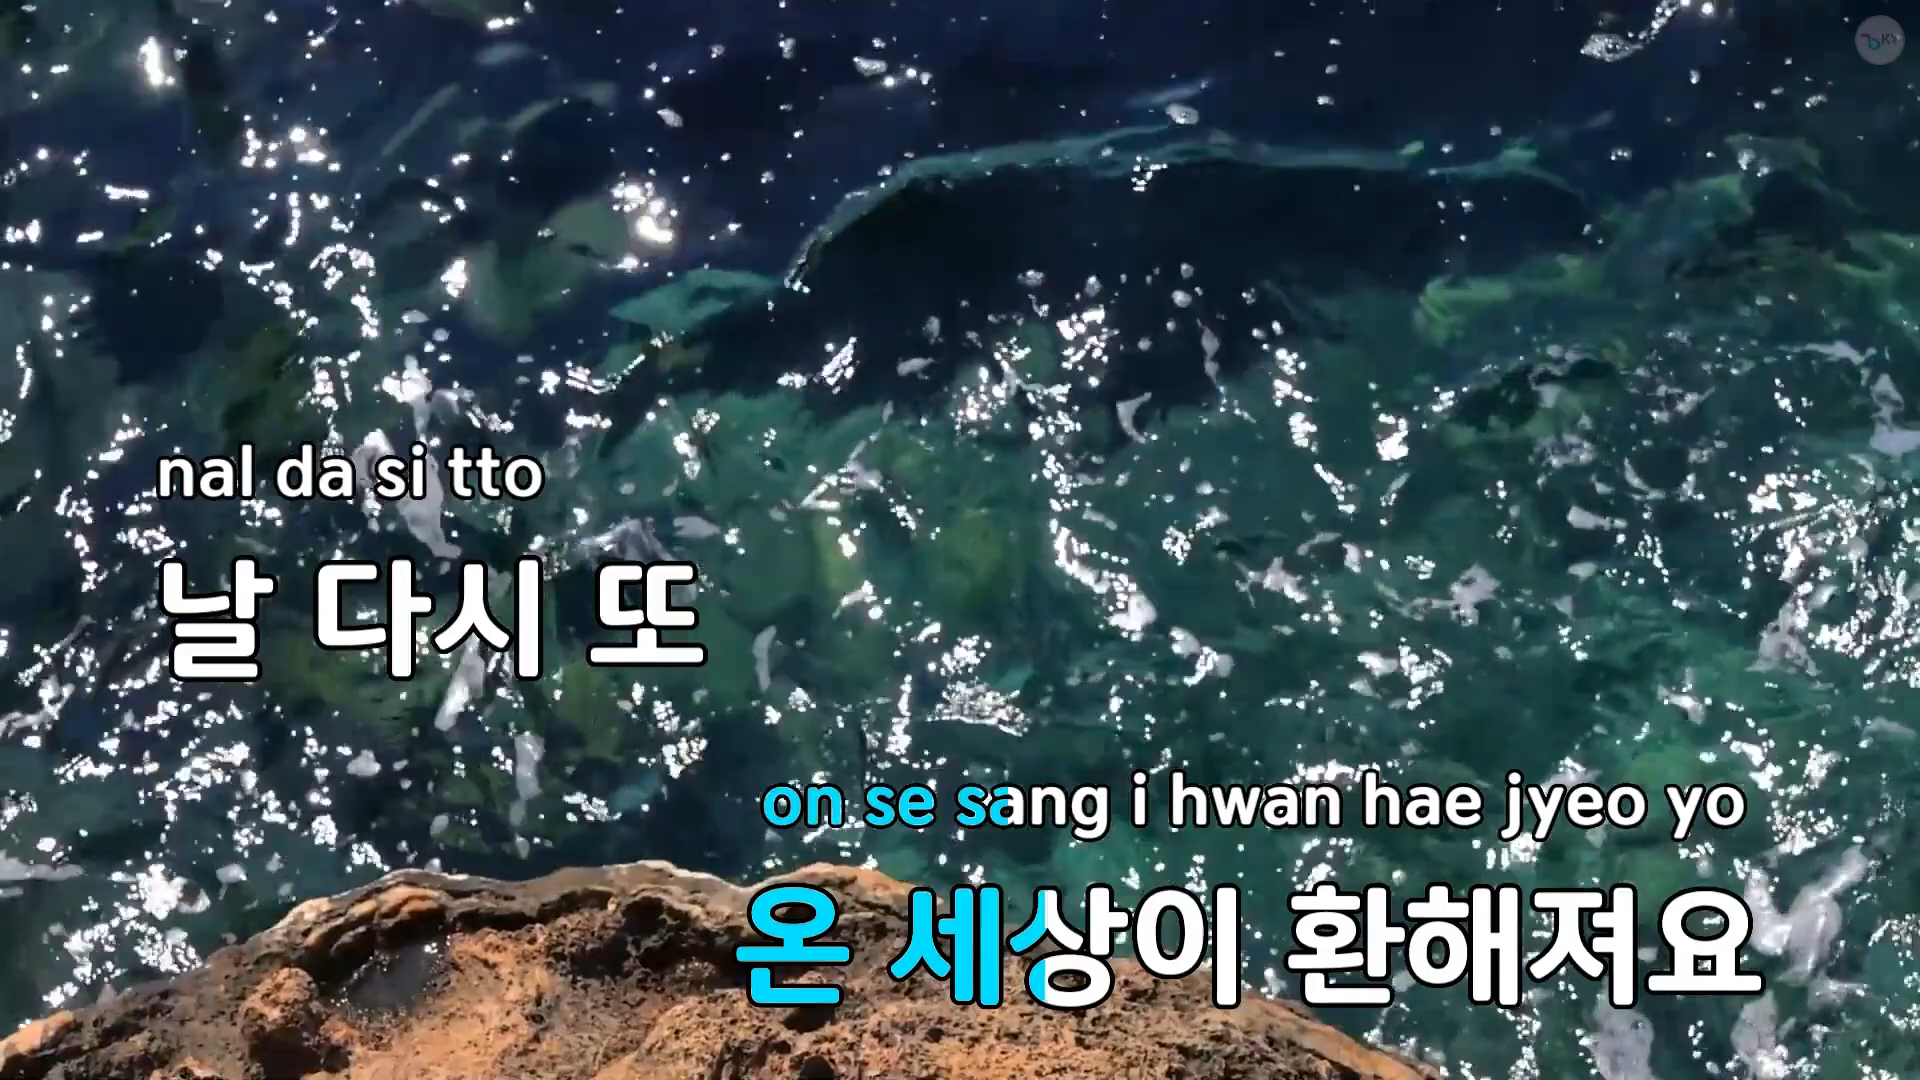 nal da si tto
날 다시 또
on se sang i hwan hae jyeo yo
온 세상이 환해져요
KY